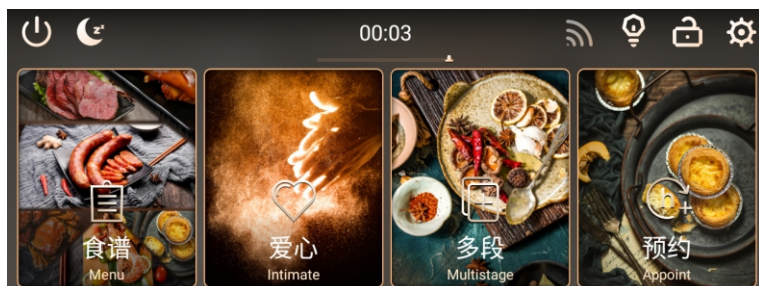 00:03
食谱
Menu
爱心
Intimate
多段
Multistage
预约
Appoint